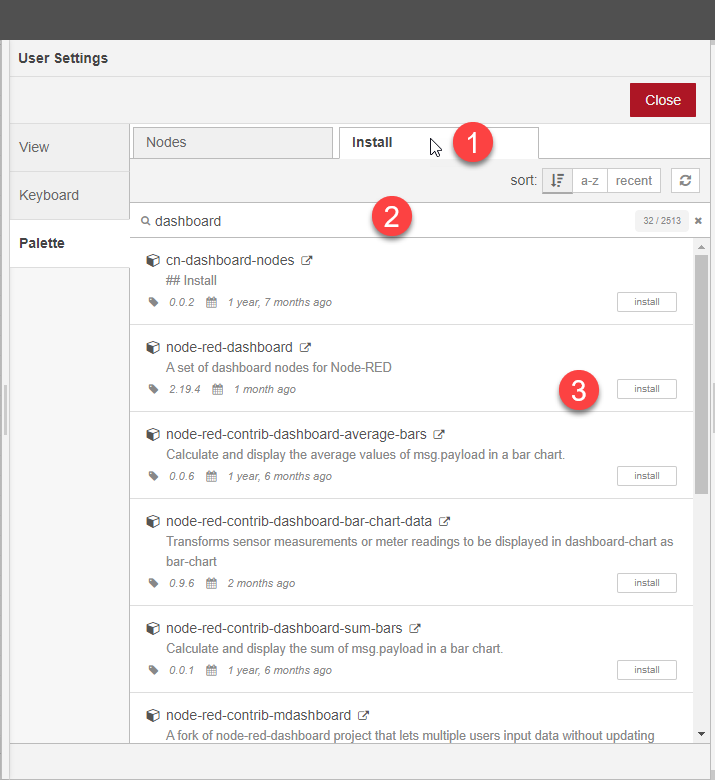 User Settings
Close
View
Keyboard
Palette
Nodes
Install
1
sort:
a-z
recent
dashboard
2
32 / 2513
cn-dashboard-nodes
## Install
0.0.2 1 year, 7 months ago
install
node-red-dashboard
A set of dashboard nodes for Node-RED
2.19.4 1 month ago
3
install
node-red-contrib-dashboard-average-bars
Calculate and display the average values of msg.payload in a bar chart.
0.0.6 1 year, 6 months ago
install
node-red-contrib-dashboard-bar-chart-data
Transforms sensor measurements or meter readings to be displayed in dashboard-chart as
bar-chart
0.9.6 2 months ago
install
node-red-contrib-dashboard-sum-bars
Calculate and display the sum of msg.payload in a bar chart.
0.0.1 1 year, 6 months ago
install
node-red-contrib-mdashboard
A fork of node-red-dashboard project that lets multiple users input data without updating